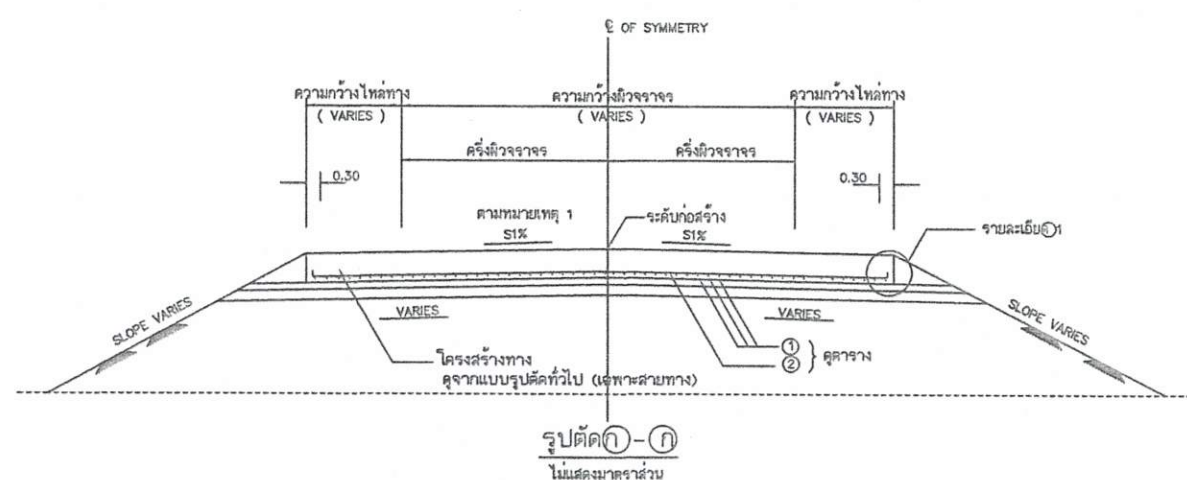 ℄ OF SYMMETRY
ความกว้างไหล่ทาง
( VARIES )
ความกว้างผิวจราจร
( VARIES )
ความกว้างไหล่ทาง
( VARIES )
ครึ่งผิวจราจร
ครึ่งผิวจราจร
0.30
0.30
ตามหมายเหตุ 1
S1%
ระดับก่อสร้าง
S1%
รายละเอียด 1
SLOPE VARIES
VARIES
VARIES
SLOPE VARIES
โครงสร้างทาง
ดูจากแบบรูปตัดทั่วไป (เฉพาะสายทาง)
① 
② } ดูตาราง
รูปตัด ก - ก
ไม่แสดงมาตราส่วน